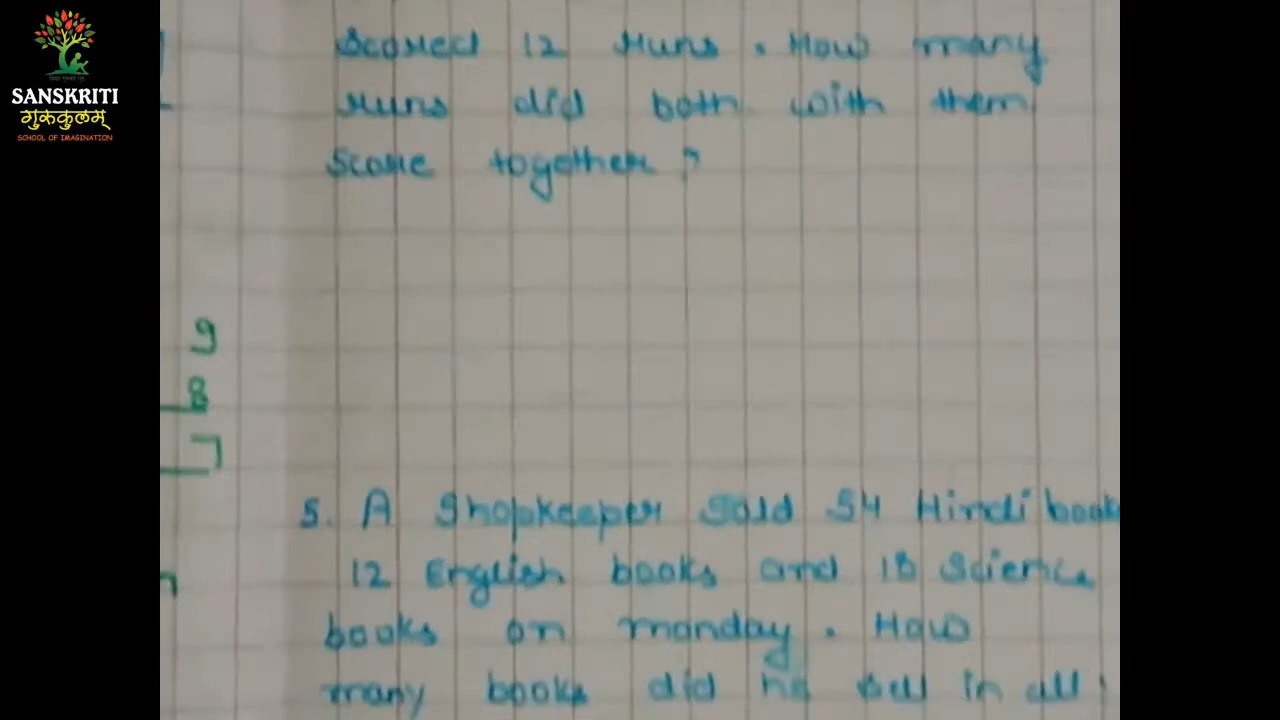 SANSKRITI
गुरुकुलम्
SCHOOL OF IMAGINATION
scored 12 runs. How many
runs did both with them
score together?
9
8
7
5. A Shopkeeper sold 54 Hindi book
12 English books and 18 Science
books on monday. How
many books did he sell in all